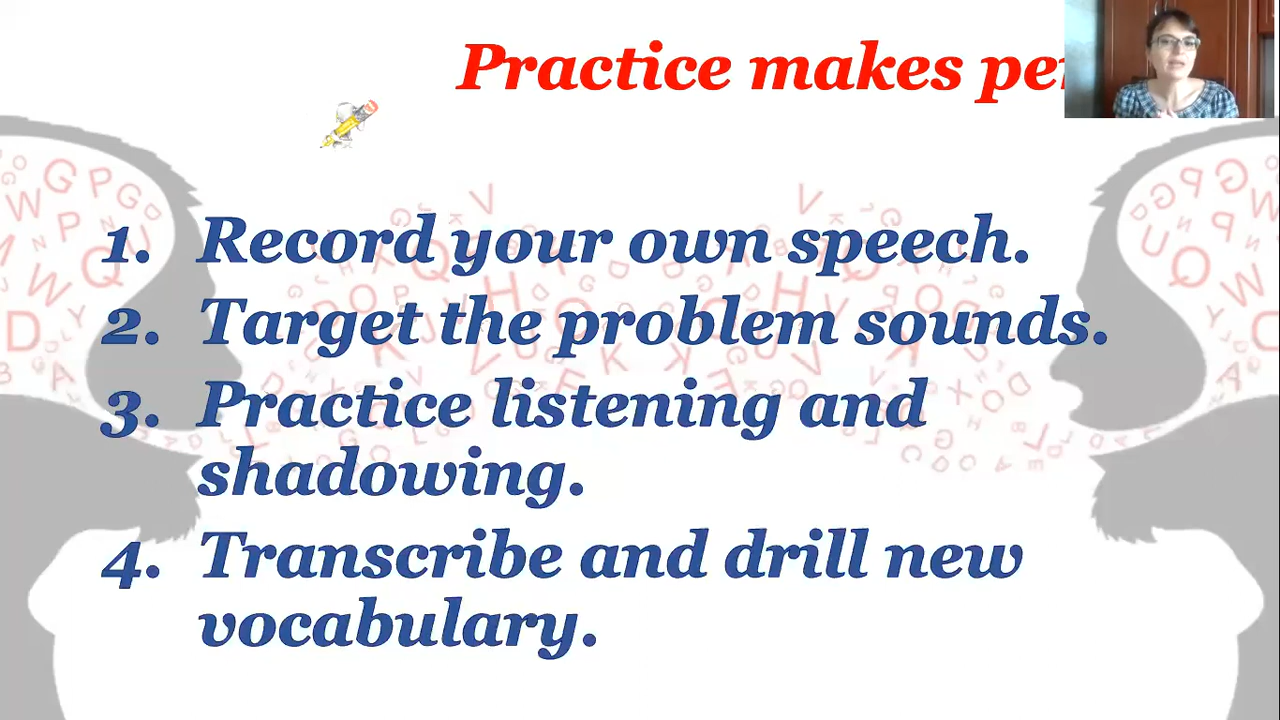 Practice makes
1. Record your own speech.
2. Target the problem sounds.
3. Practice listening and
shadowing.
4. Transcribe and drill new
vocabulary.